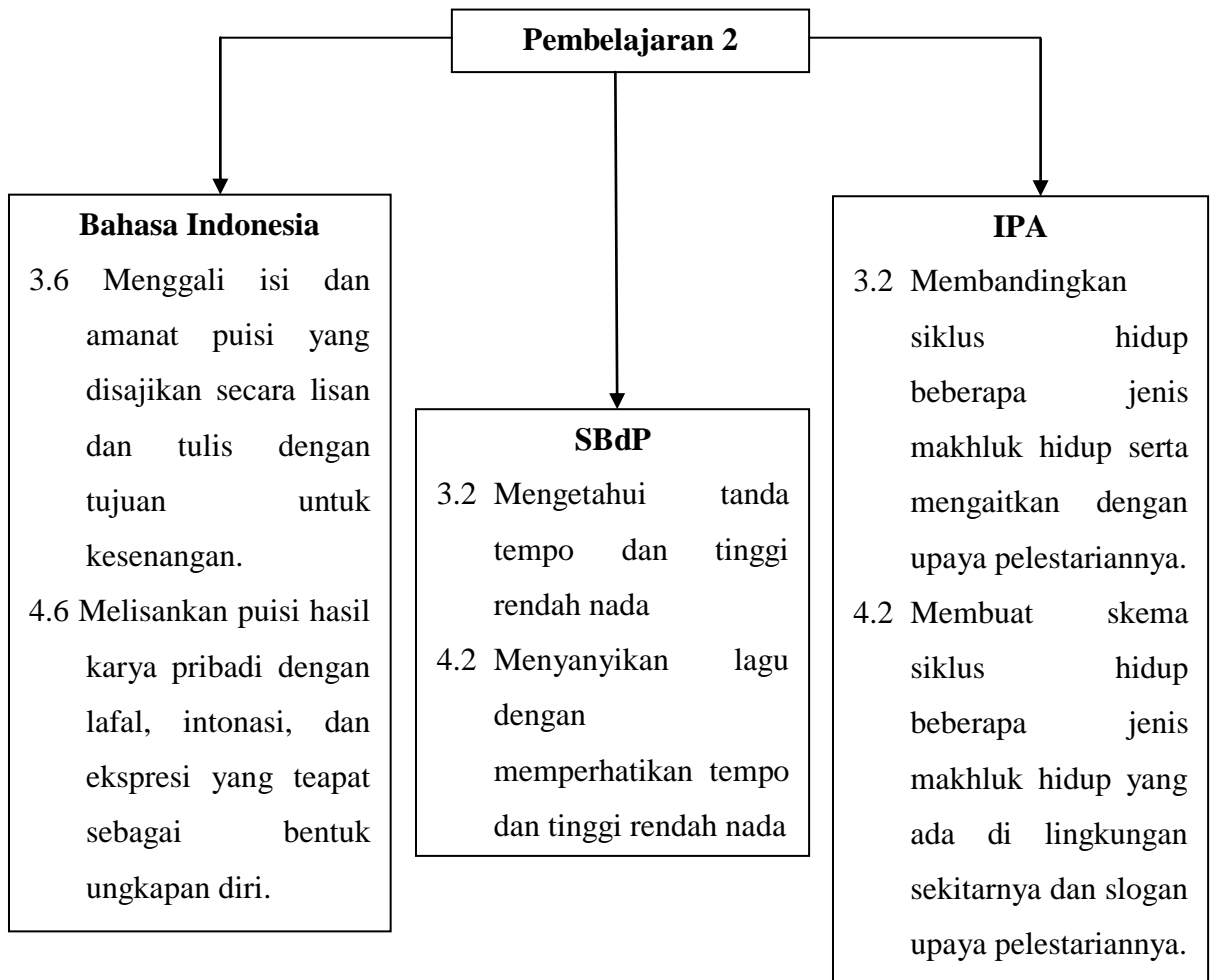 Pembelajaran 2
Bahasa Indonesia
3.6 Menggali isi dan
amanat puisi yang
disajikan secara lisan
dan tulis dengan
tujuan untuk
kesenangan.
4.6 Melisankan puisi hasil
karya pribadi dengan
lafal, intonasi, dan
ekspresi yang teapat
sebagai bentuk
ungkapan diri.
SBdP
3.2 Mengetahui tanda
tempo dan tinggi
rendah nada
4.2 Menyanyikan lagu
dengan
memperhatikan tempo
dan tinggi rendah nada
IPA
3.2 Membandingkan
siklus hidup
beberapa jenis
makhluk hidup serta
mengaitkan dengan
upaya pelestariannya.
4.2 Membuat skema
siklus hidup
beberapa jenis
makhluk hidup yang
ada di lingkungan
sekitarnya dan slogan
upaya pelestariannya.